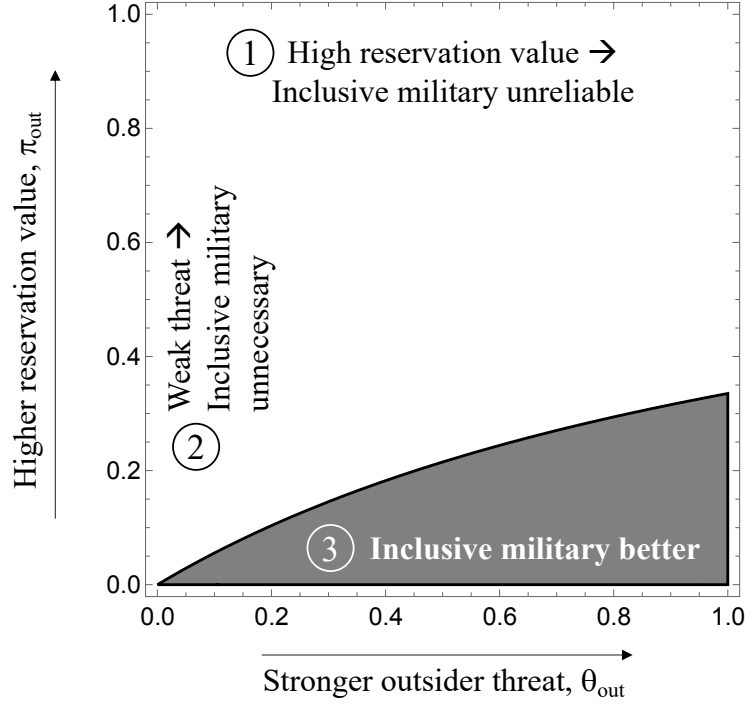 1.0
0.8
0.6
0.4
0.2
0.0
Higher reservation value, πout
1 High reservation value →
Inclusive military unreliable
Weak threat →
Inclusive military
unnecessary
2
3 Inclusive military better
0.0 0.2 0.4 0.6 0.8 1.0
Stronger outsider threat, θout